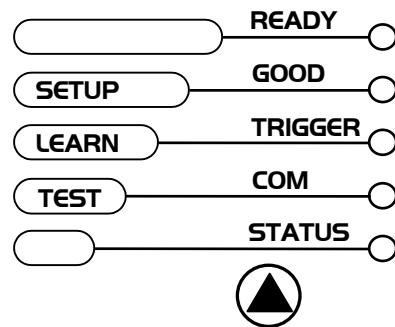 READY
SETUP GOOD
LEARN TRIGGER
TEST COM
STATUS